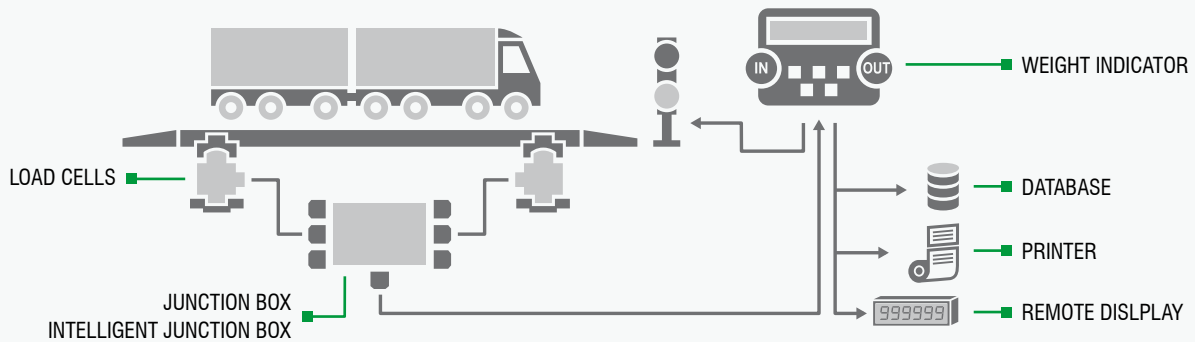 IN
OUT
WEIGHT INDICATOR
LOAD CELLS
DATABASE
PRINTER
JUNCTION BOX
INTELLIGENT JUNCTION BOX
999999
REMOTE DISLPLAY